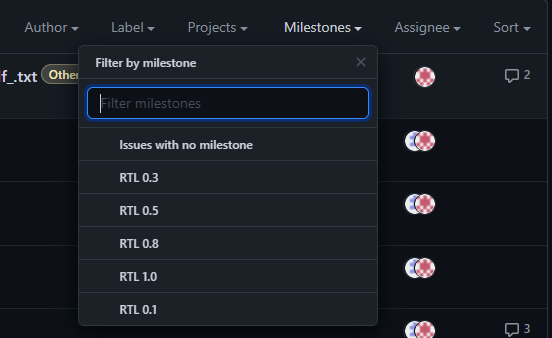 Author Label Projects Milestones Assignee Sort
Filter by milestone
f_.txt Other 2
Filter milestones
Issues with no milestone
RTL 0.3
RTL 0.5
RTL 0.8
RTL 1.0
RTL 0.1
3